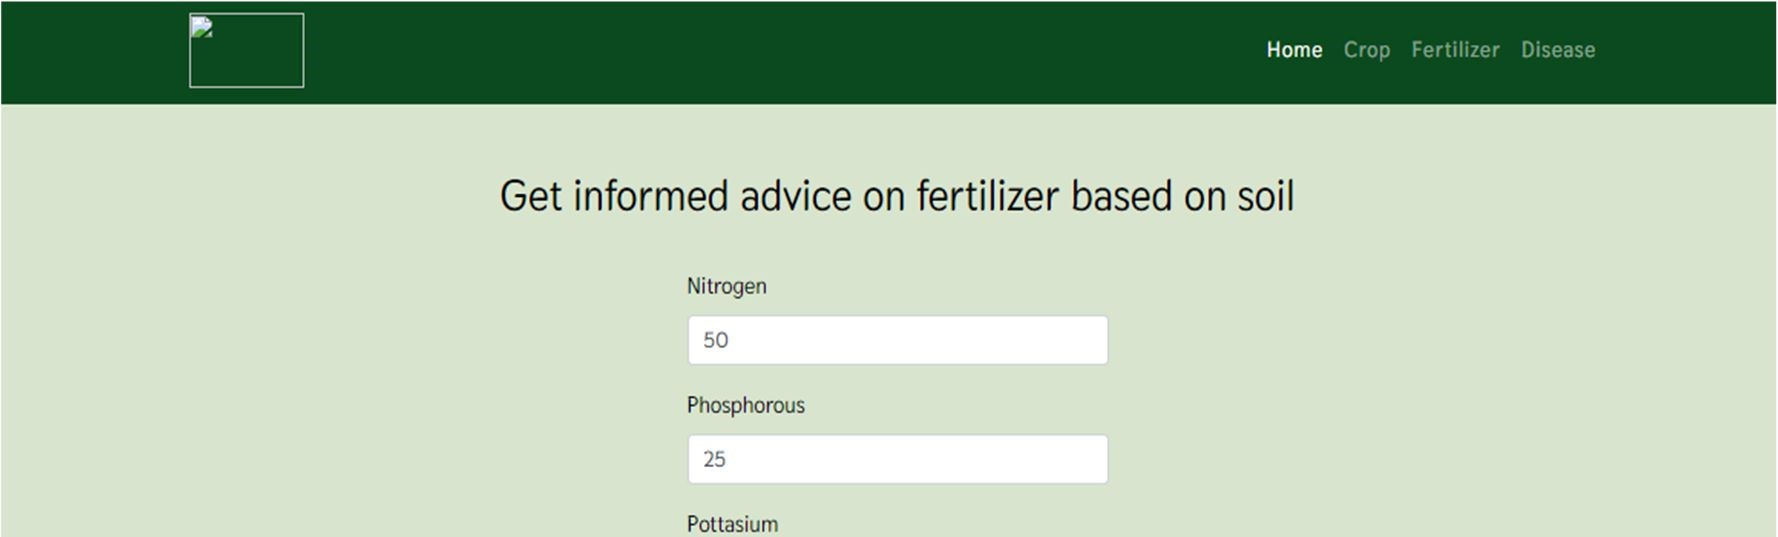 Home Crop Fertilizer Disease
Get informed advice on fertilizer based on soil
Nitrogen
50
Phosphorous
25
Pottasium